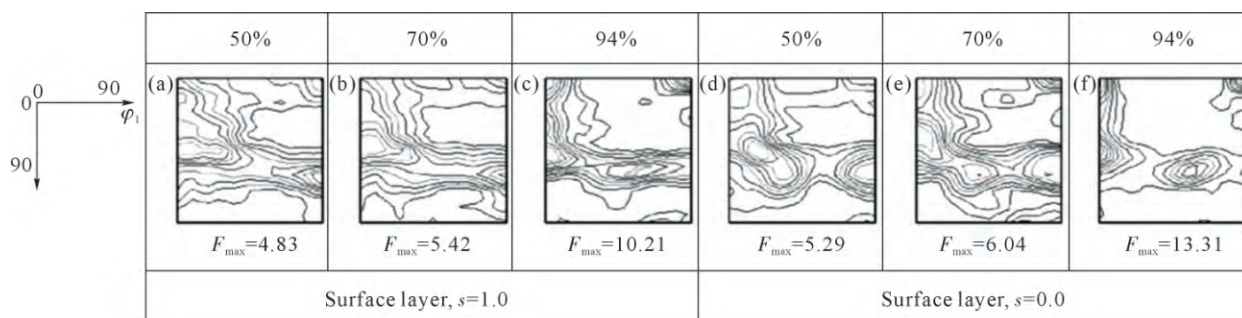 50% 70% 94% 50% 70% 94%
0 90
0
φ₁
90
(a) (b) (c) (d) (e) (f)
Fmax=4.83 Fmax=5.42 Fmax=10.21 Fmax=5.29 Fmax=6.04 Fmax=13.31
Surface layer, s=1.0 Surface layer, s=0.0